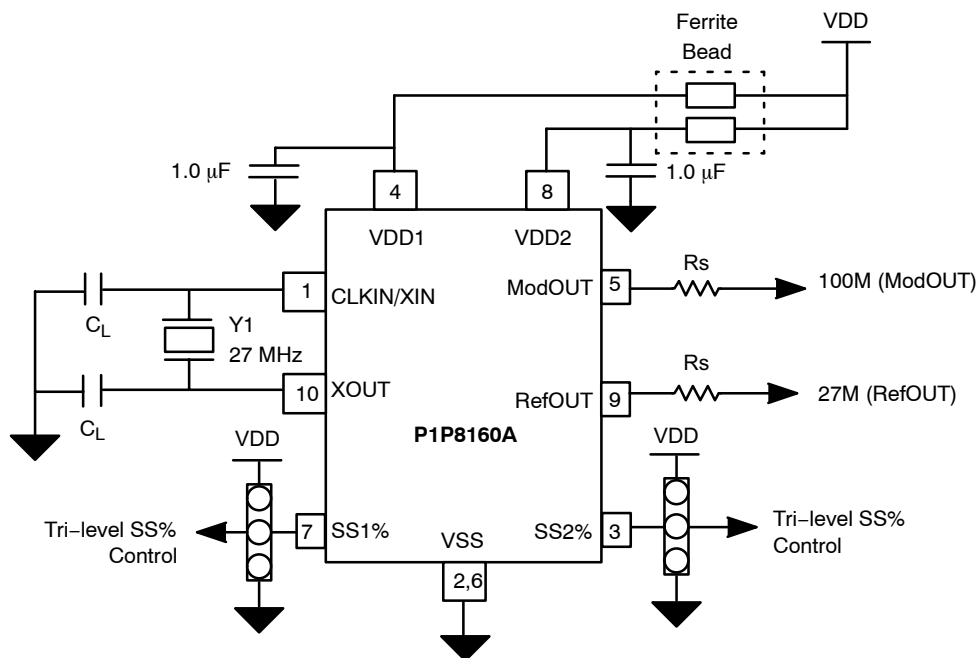 Ferrite
Bead
VDD
1.0 μF
1.0 μF
4
8
VDD1
VDD2
1
CLKIN/XIN
ModOUT
5
Rs
100M (ModOUT)
CL
Y1
27 MHz
10
XOUT
RefOUT
9
Rs
27M (RefOUT)
CL
P1P8160A
VDD
VDD
Tri−level SS%
Control
7
SS1%
VSS
SS2%
3
Tri−level SS%
Control
2,6